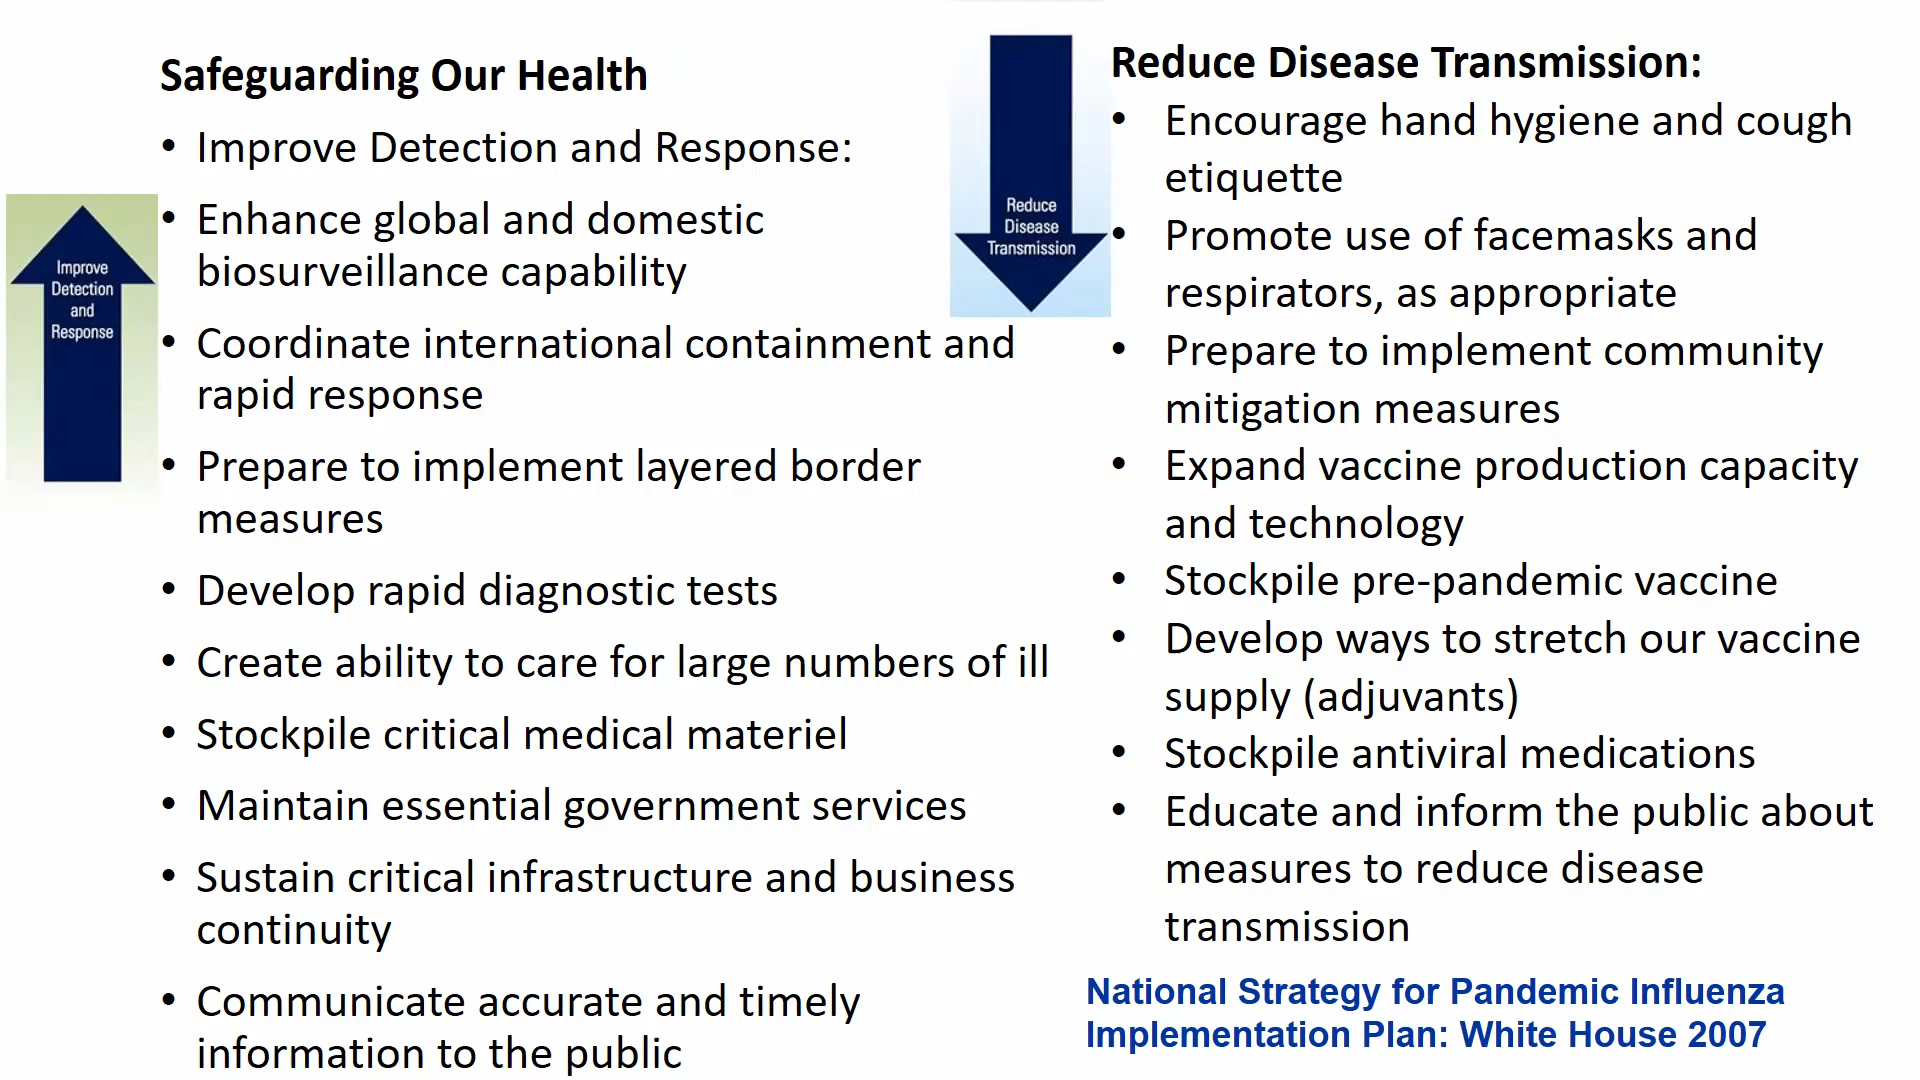 Safeguarding Our Health
• Improve Detection and Response:
• Enhance global and domestic
biosurveillance capability
• Coordinate international containment and
rapid response
• Prepare to implement layered border
measures
• Develop rapid diagnostic tests
• Create ability to care for large numbers of ill
• Stockpile critical medical materiel
• Maintain essential government services
• Sustain critical infrastructure and business
continuity
• Communicate accurate and timely
information to the public
Improve
Detection
and
Response
Reduce
Disease
Transmission
Reduce Disease Transmission:
• Encourage hand hygiene and cough
etiquette
• Promote use of facemasks and
respirators, as appropriate
• Prepare to implement community
mitigation measures
• Expand vaccine production capacity
and technology
• Stockpile pre-pandemic vaccine
• Develop ways to stretch our vaccine
supply (adjuvants)
• Stockpile antiviral medications
• Educate and inform the public about
measures to reduce disease
transmission
National Strategy for Pandemic Influenza
Implementation Plan: White House 2007